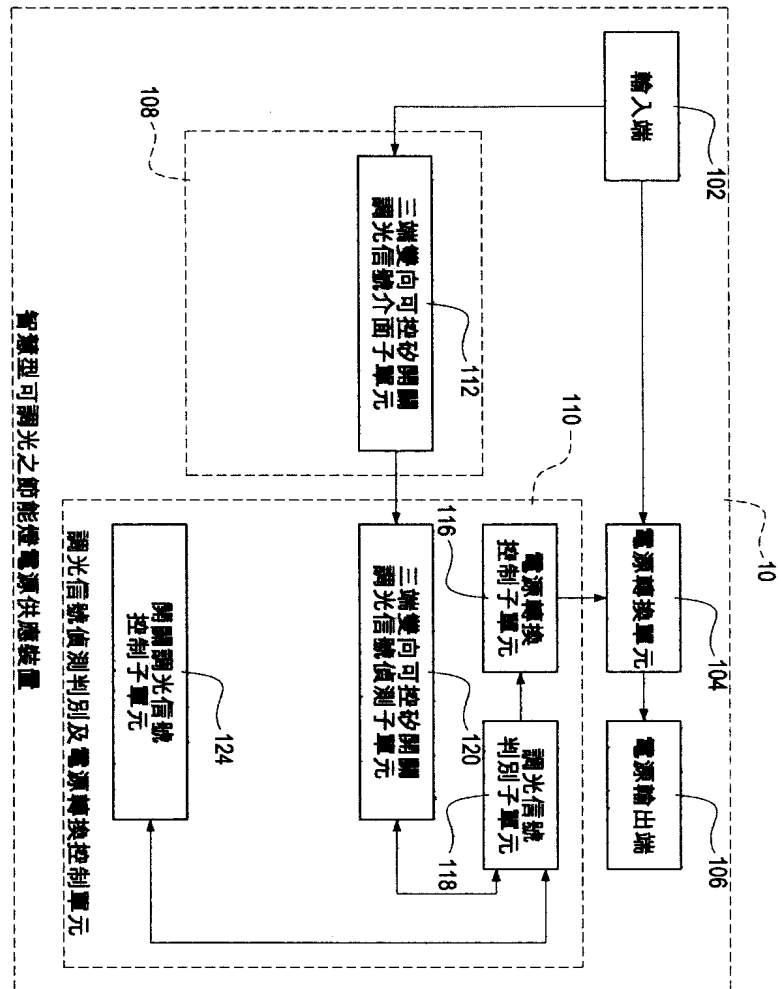 10
輸入端
102
電源轉換單元
104
電源輸出端
106
108
三端雙向可控矽開關
調光信號介面子單元
112
110
電源轉換
控制子單元
116
調光信號
判別子單元
118
三端雙向可控矽開關
調光信號偵測子單元
120
開關調光信號
控制子單元
124
調光信號偵測判別及電源轉換控制單元
智慧型可調光之節能燈電源供應裝置